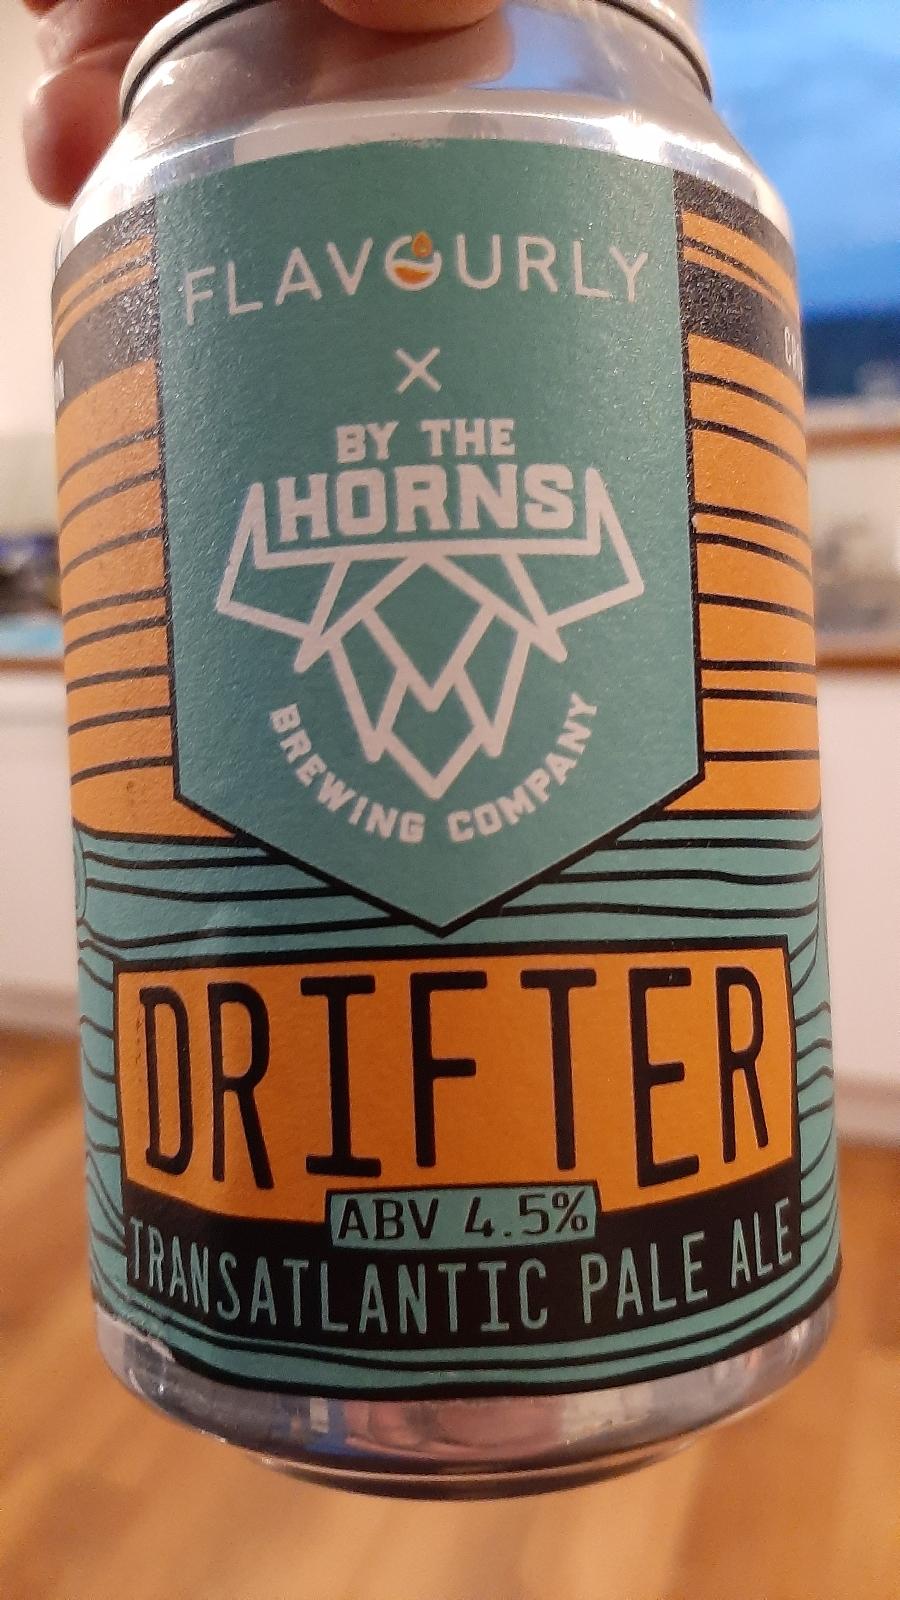 FLAVOURLY
×
BY THE
HORNS
BREWING COMPANY
DRIFTER
ABV 4.5%
TRANSATLANTIC PALE ALE